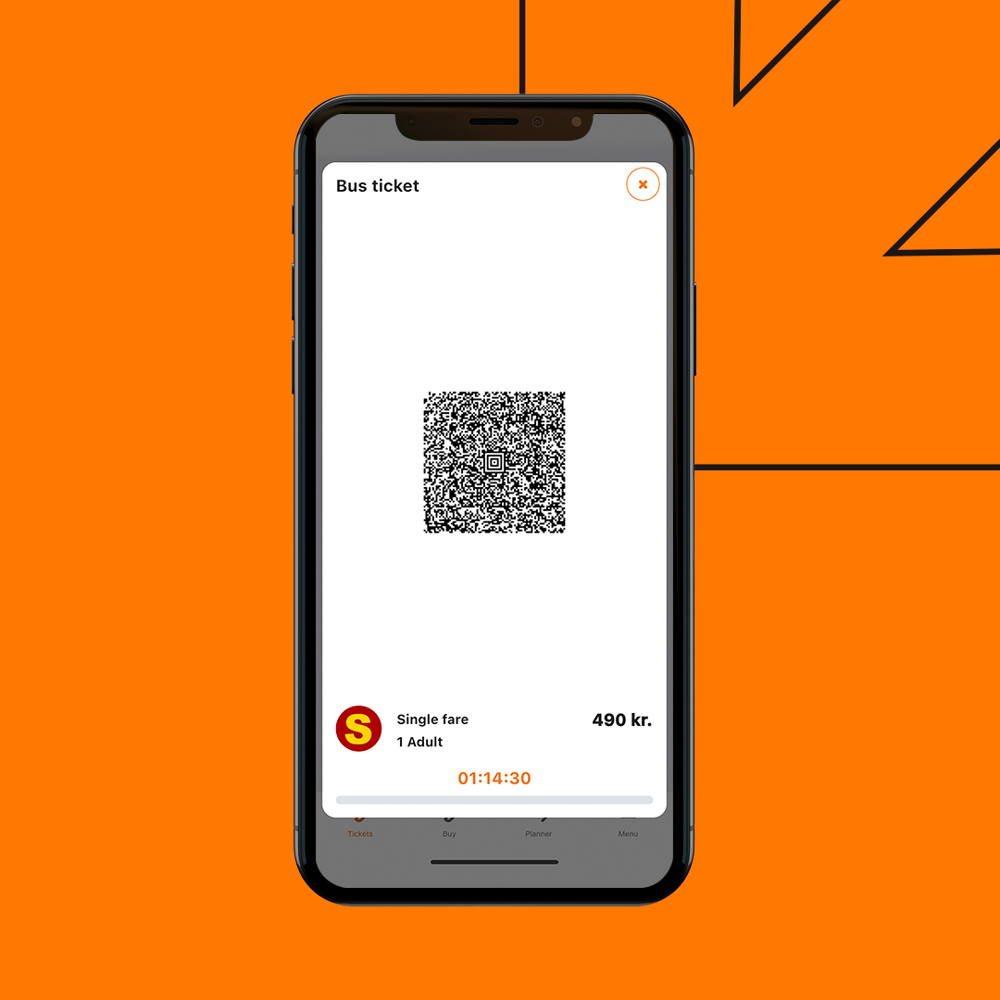 Bus ticket
S
Single fare
490 kr.
1 Adult
01:14:30
Tickets
Buy
Planner
Menu